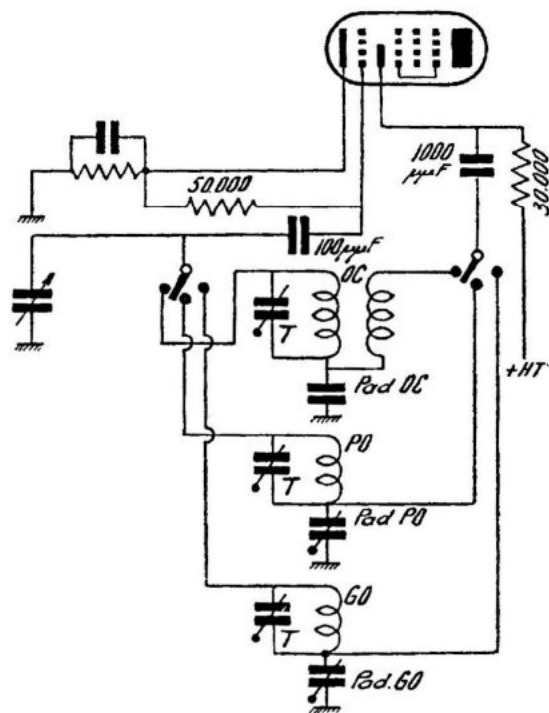 1000
μμF
30.000
50.000
100μμF
OC
T
Pad OC
+HT
PO
T
Pad PO
GO
T
Pad.GO